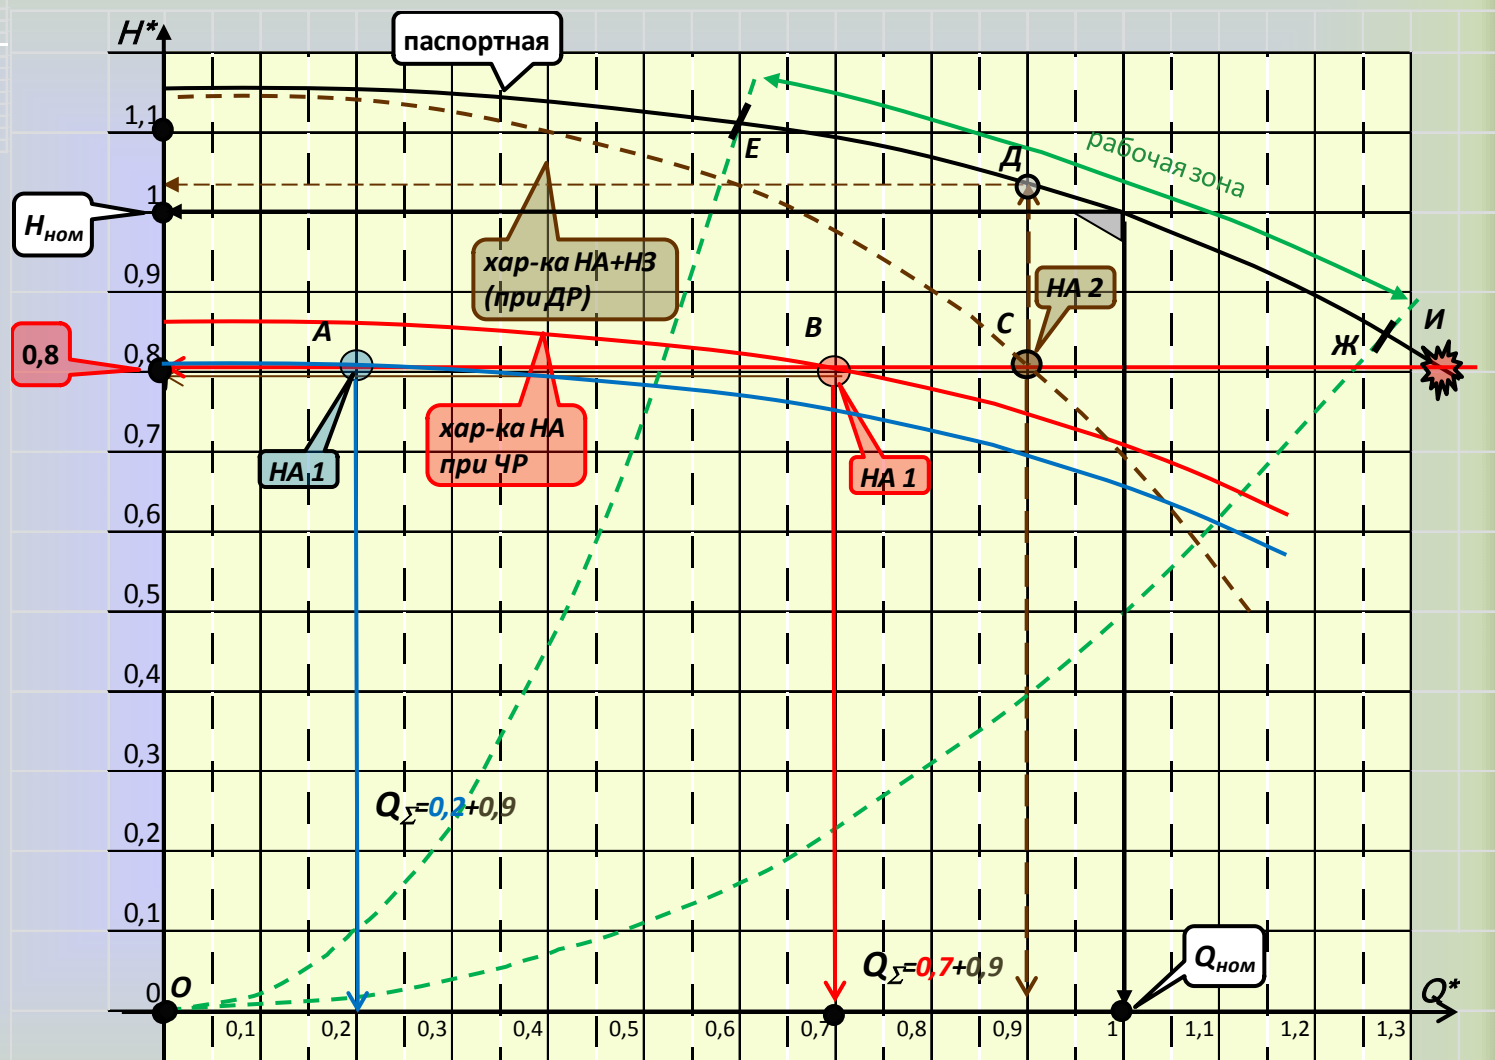 H*
паспортная
1,1
Е
Д
рабочая зона
1
Hном
хар-ка НА+НЗ
(при ДР)
0,9
НА 2
А
В
С
И
Ж
0,8
0,8
хар-ка НА
при ЧР
0,7
НА 1
НА 1
0,6
0,5
0,4
0,3
QΣ=0,2+0,9
0,2
0,1
QΣ=0,7+0,9
Qном
0
О
Q*
0,1 0,2 0,3 0,4 0,5 0,6 0,7 0,8 0,9 1 1,1 1,2 1,3